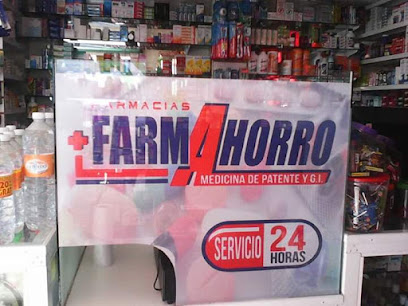 FARMACIAS
FARMAHORRO
MEDICINA DE PATENTE Y G.I.
SERVICIO 24
HORAS